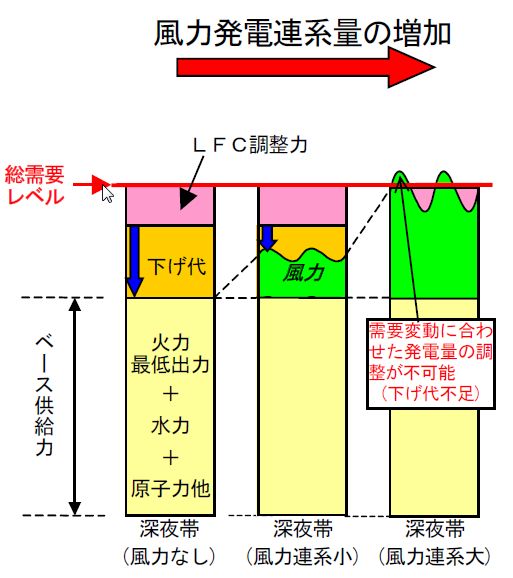 風力発電連系量の増加
LFC調整力
総需要
レベル
下げ代
風力
ベース供給力
火力
最低出力
+
水力
+
原子力他
需要変動に合わ
せた発電量の調
整が不可能
(下げ代不足)
深夜帯
(風力なし)
深夜帯
(風力連系小)
深夜帯
(風力連系大)